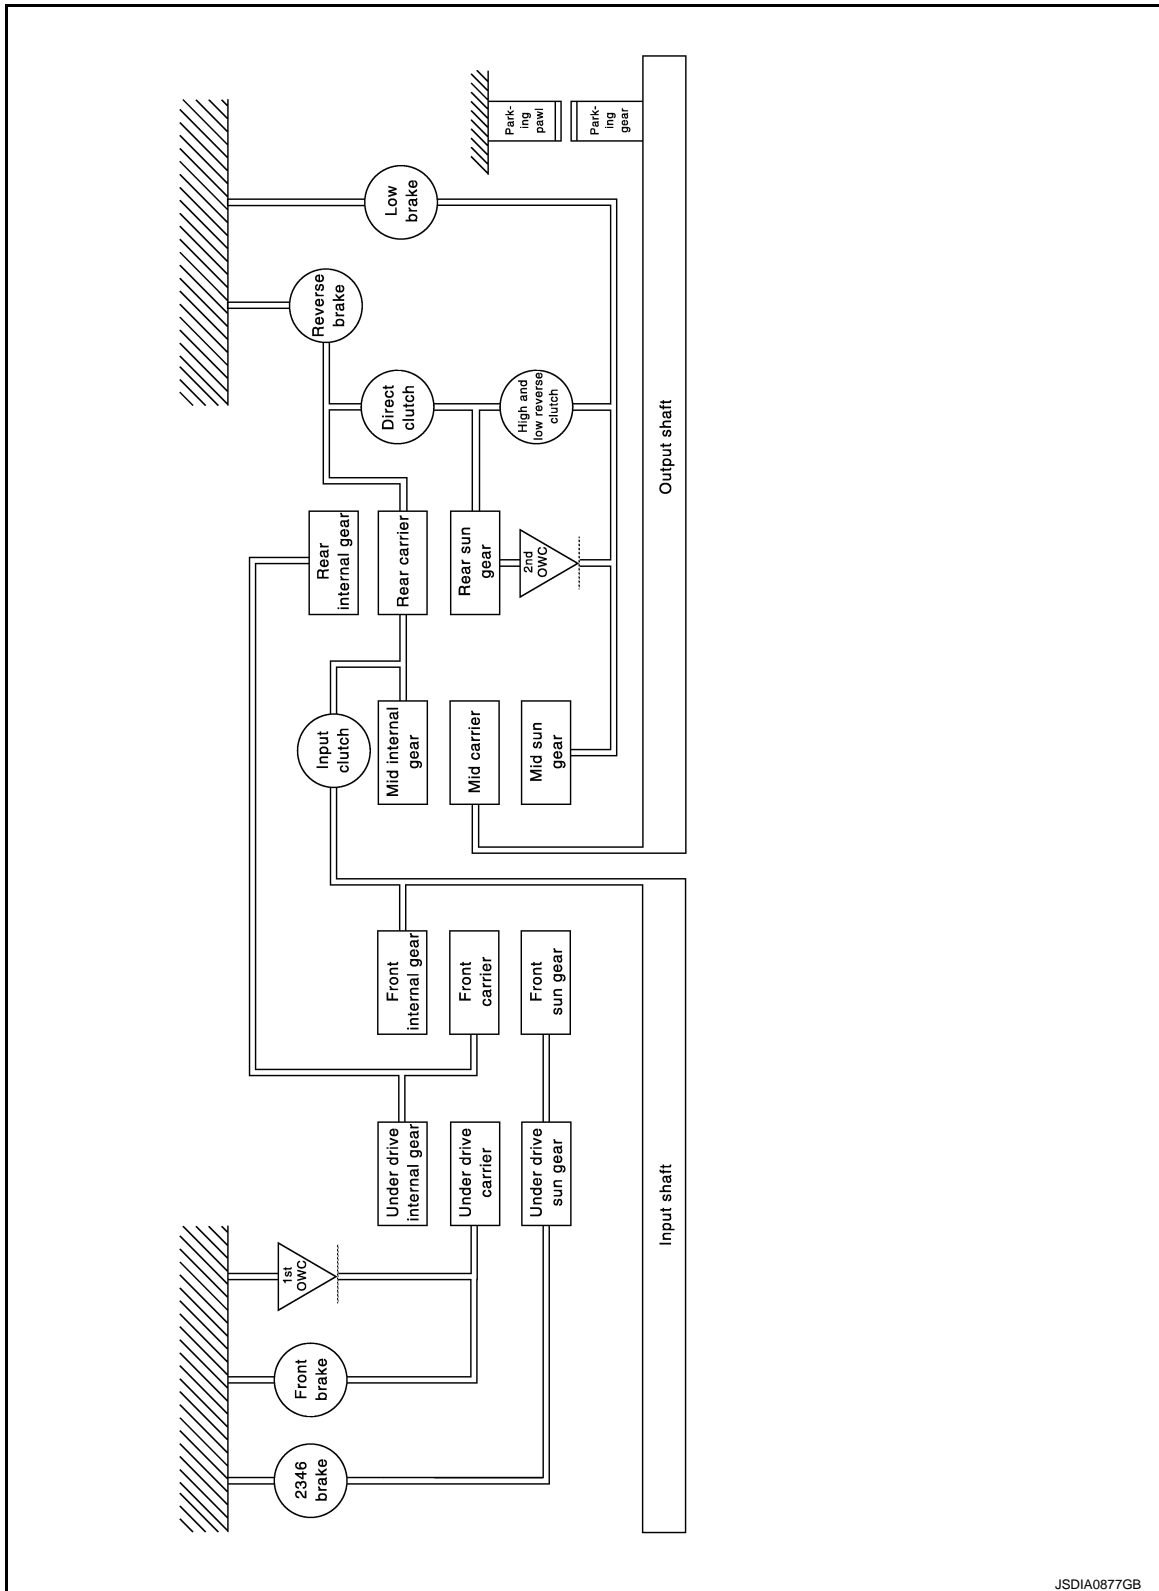 Park-
ing
pawl
Park-
ing
gear
Low
brake
Reverse
brake
Direct
clutch
High and
low reverse
clutch
Output shaft
Rear
internal gear
Rear carrier
Rear sun
gear
2nd
OWC
Input
clutch
Mid internal
gear
Mid carrier
Mid sun
gear
Front
internal gear
Front
carrier
Front
sun gear
Under drive
internal gear
Under drive
carrier
Under drive
sun gear
Input shaft
1st
OWC
Front
brake
2346
brake
JSDIA0877GB